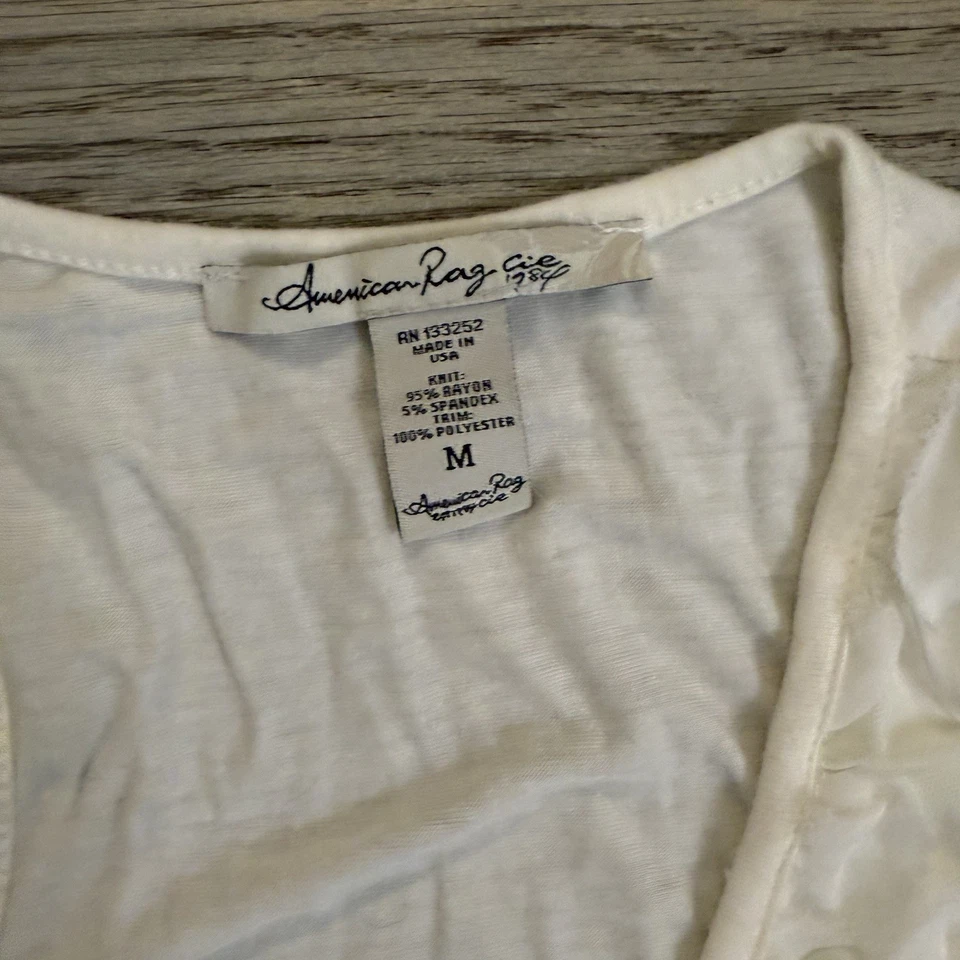 American Rag Cie
1984
RN 133252
MADE IN
USA
KNIT:
95% RAYON
5% SPANDEX
TRIM:
100% POLYESTER
M
American Rag
Cie